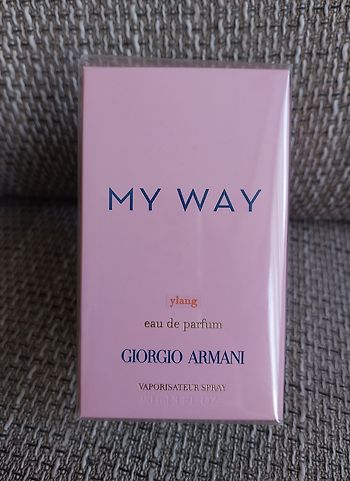 MY WAY
ylang
eau de parfum
GIORGIO ARMANI
VAPORISATEUR SPRAY